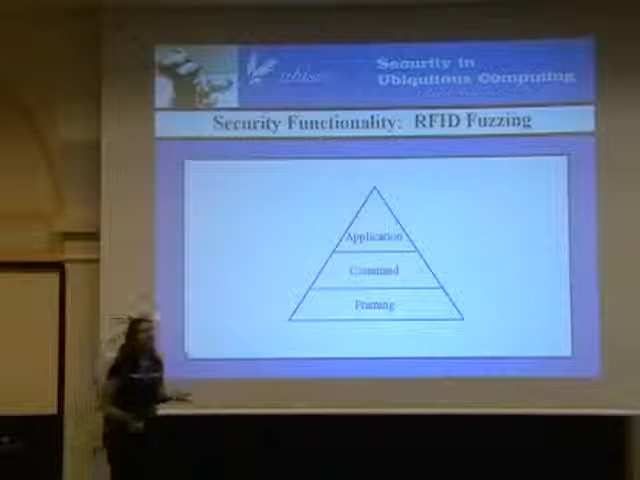 Security in
Ubiquitous Computing
Security Functionality: RFID Fuzzing
Application
Command
Framing